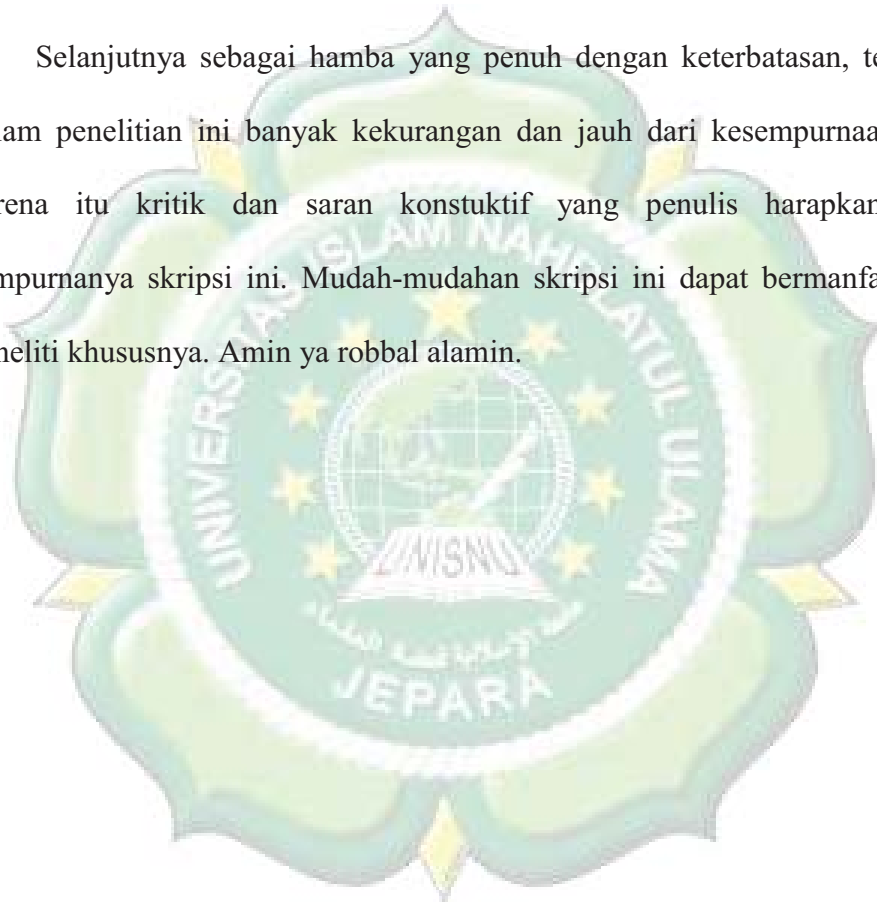 Selanjutnya sebagai hamba yang penuh dengan keterbatasan, te
lam penelitian ini banyak kekurangan dan jauh dari kesempurnaa
rena itu kritik dan saran konstuktif yang penulis harapkan
mpurnanya skripsi ini. Mudah-mudahan skripsi ini dapat bermanfa
neliti khususnya. Amin ya robbal alamin.
UNIVERSITAS ISLAM NAHDLATUL ULAMA
UNISNU
JEPARA